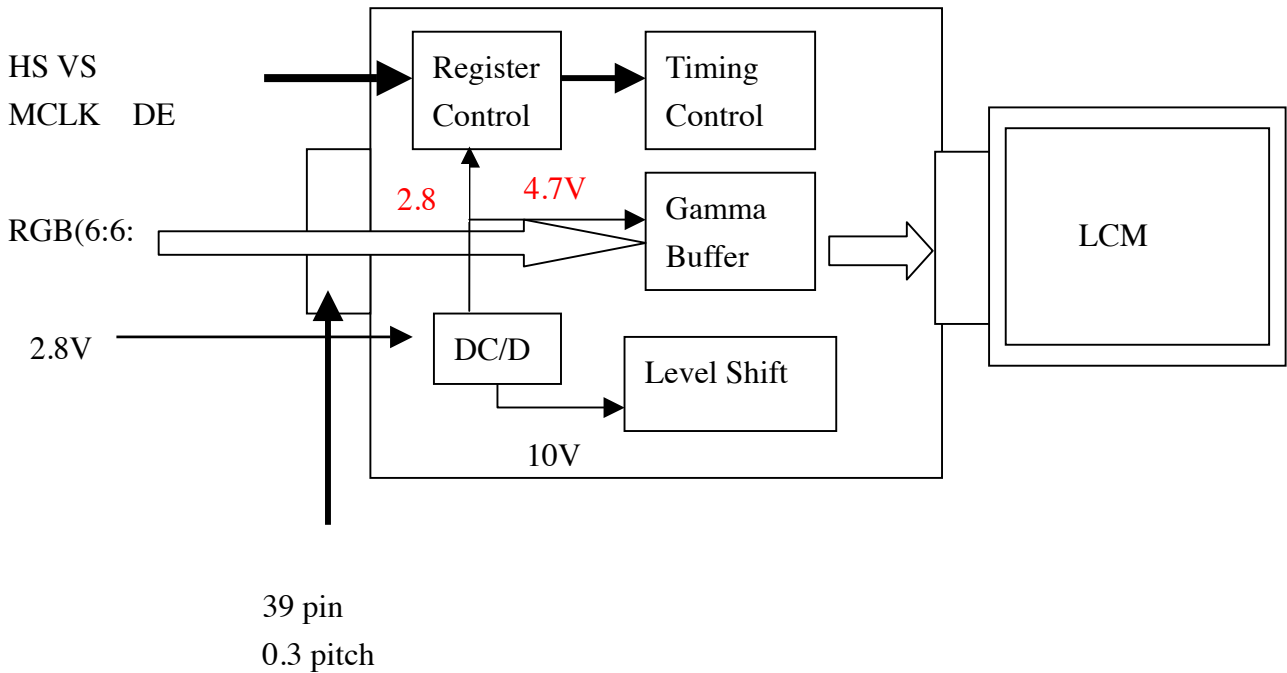 HS VS
MCLK DE
Register
Control
Timing
Control
2.8
4.7V
RGB(6:6:
Gamma
Buffer
LCM
2.8V
DC/D
Level Shift
10V
39 pin
0.3 pitch